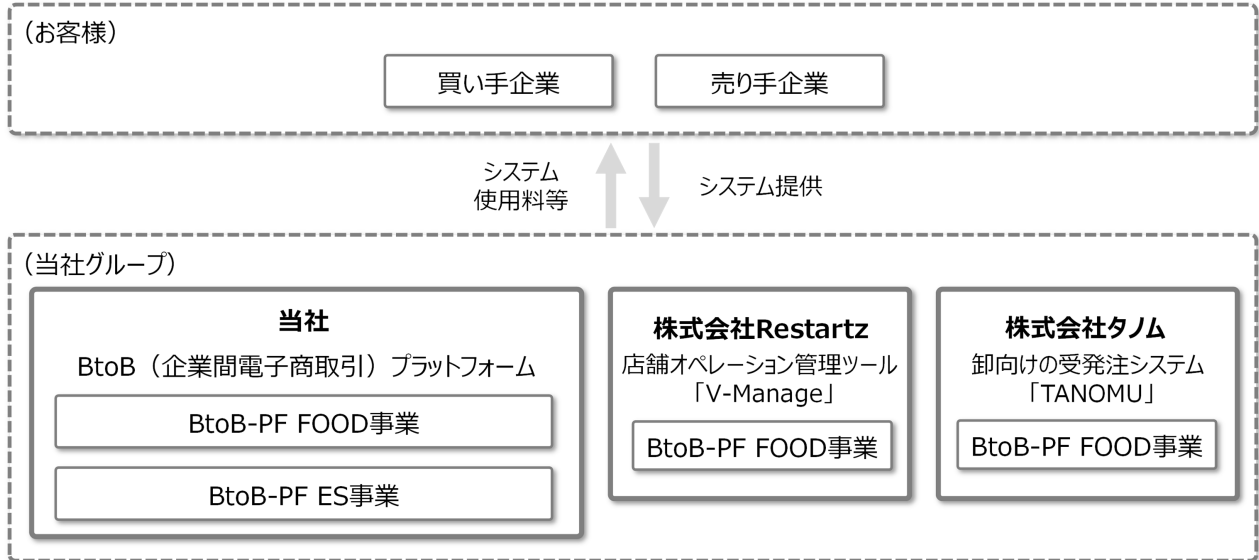 （お客様）
買い手企業
売り手企業
システム
使用料等
システム提供
（当社グループ）
当社
BtoB（企業間電子商取引）プラットフォーム
BtoB-PF FOOD事業
BtoB-PF ES事業
株式会社Restartz
店舗オペレーション管理ツール
「V-Manage」
BtoB-PF FOOD事業
株式会社タノム
卸向けの受発注システム
「TANOMU」
BtoB-PF FOOD事業